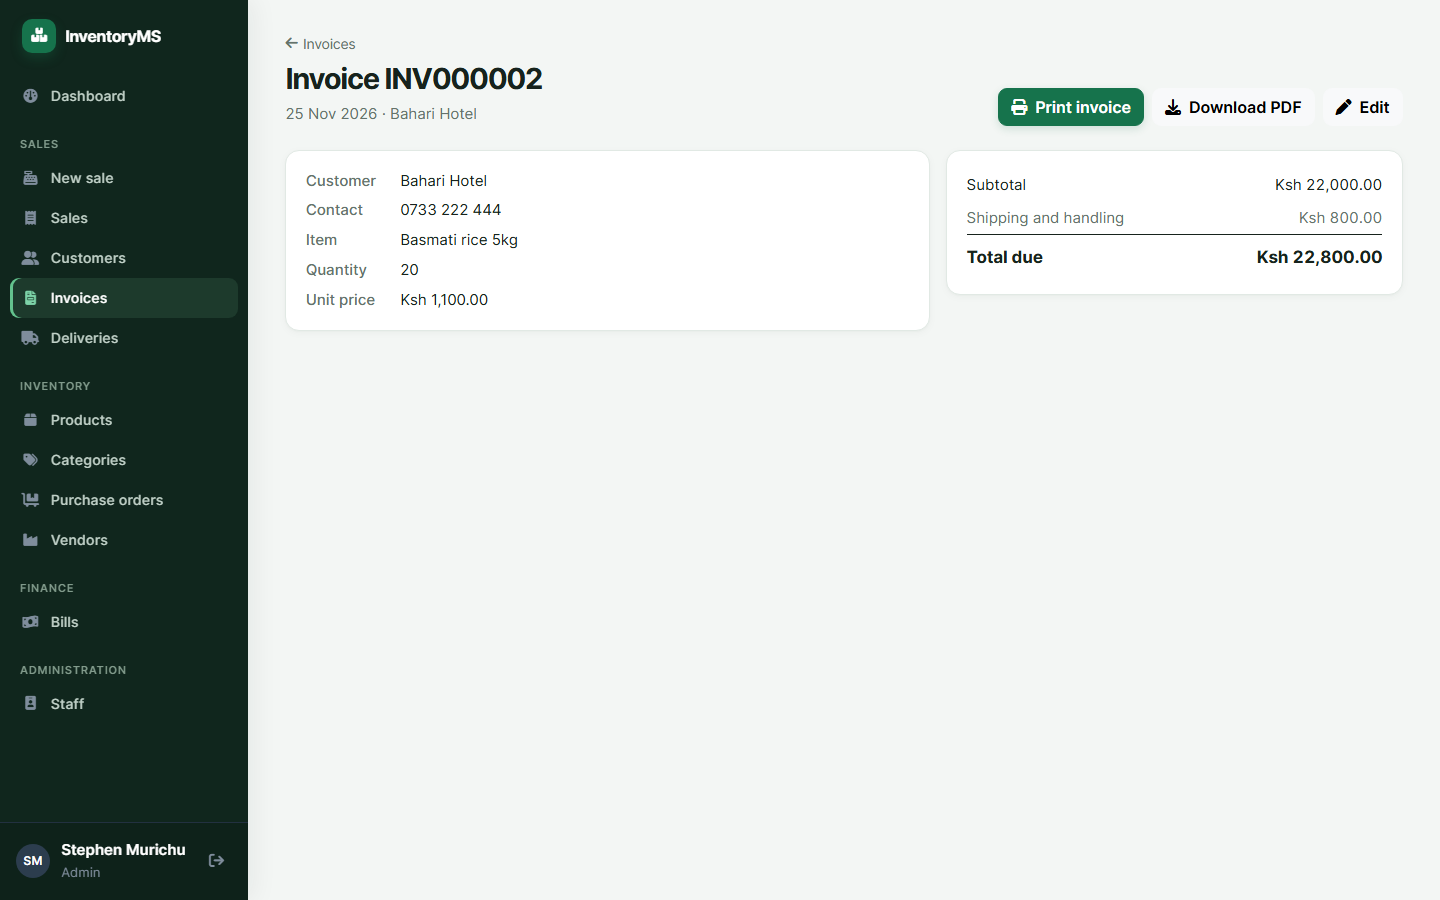 InventoryMS
Dashboard
SALES
New sale
Sales
Customers
Invoices
Deliveries
INVENTORY
Products
Categories
Purchase orders
Vendors
FINANCE
Bills
ADMINISTRATION
Staff
SM
Stephen Murichu
Admin
Invoices
Invoice INV000002
25 Nov 2026 · Bahari Hotel
Print invoice
Download PDF
Edit
Customer Bahari Hotel
Contact 0733 222 444
Item Basmati rice 5kg
Quantity 20
Unit price Ksh 1,100.00
Subtotal Ksh 22,000.00
Shipping and handling Ksh 800.00
Total due Ksh 22,800.00